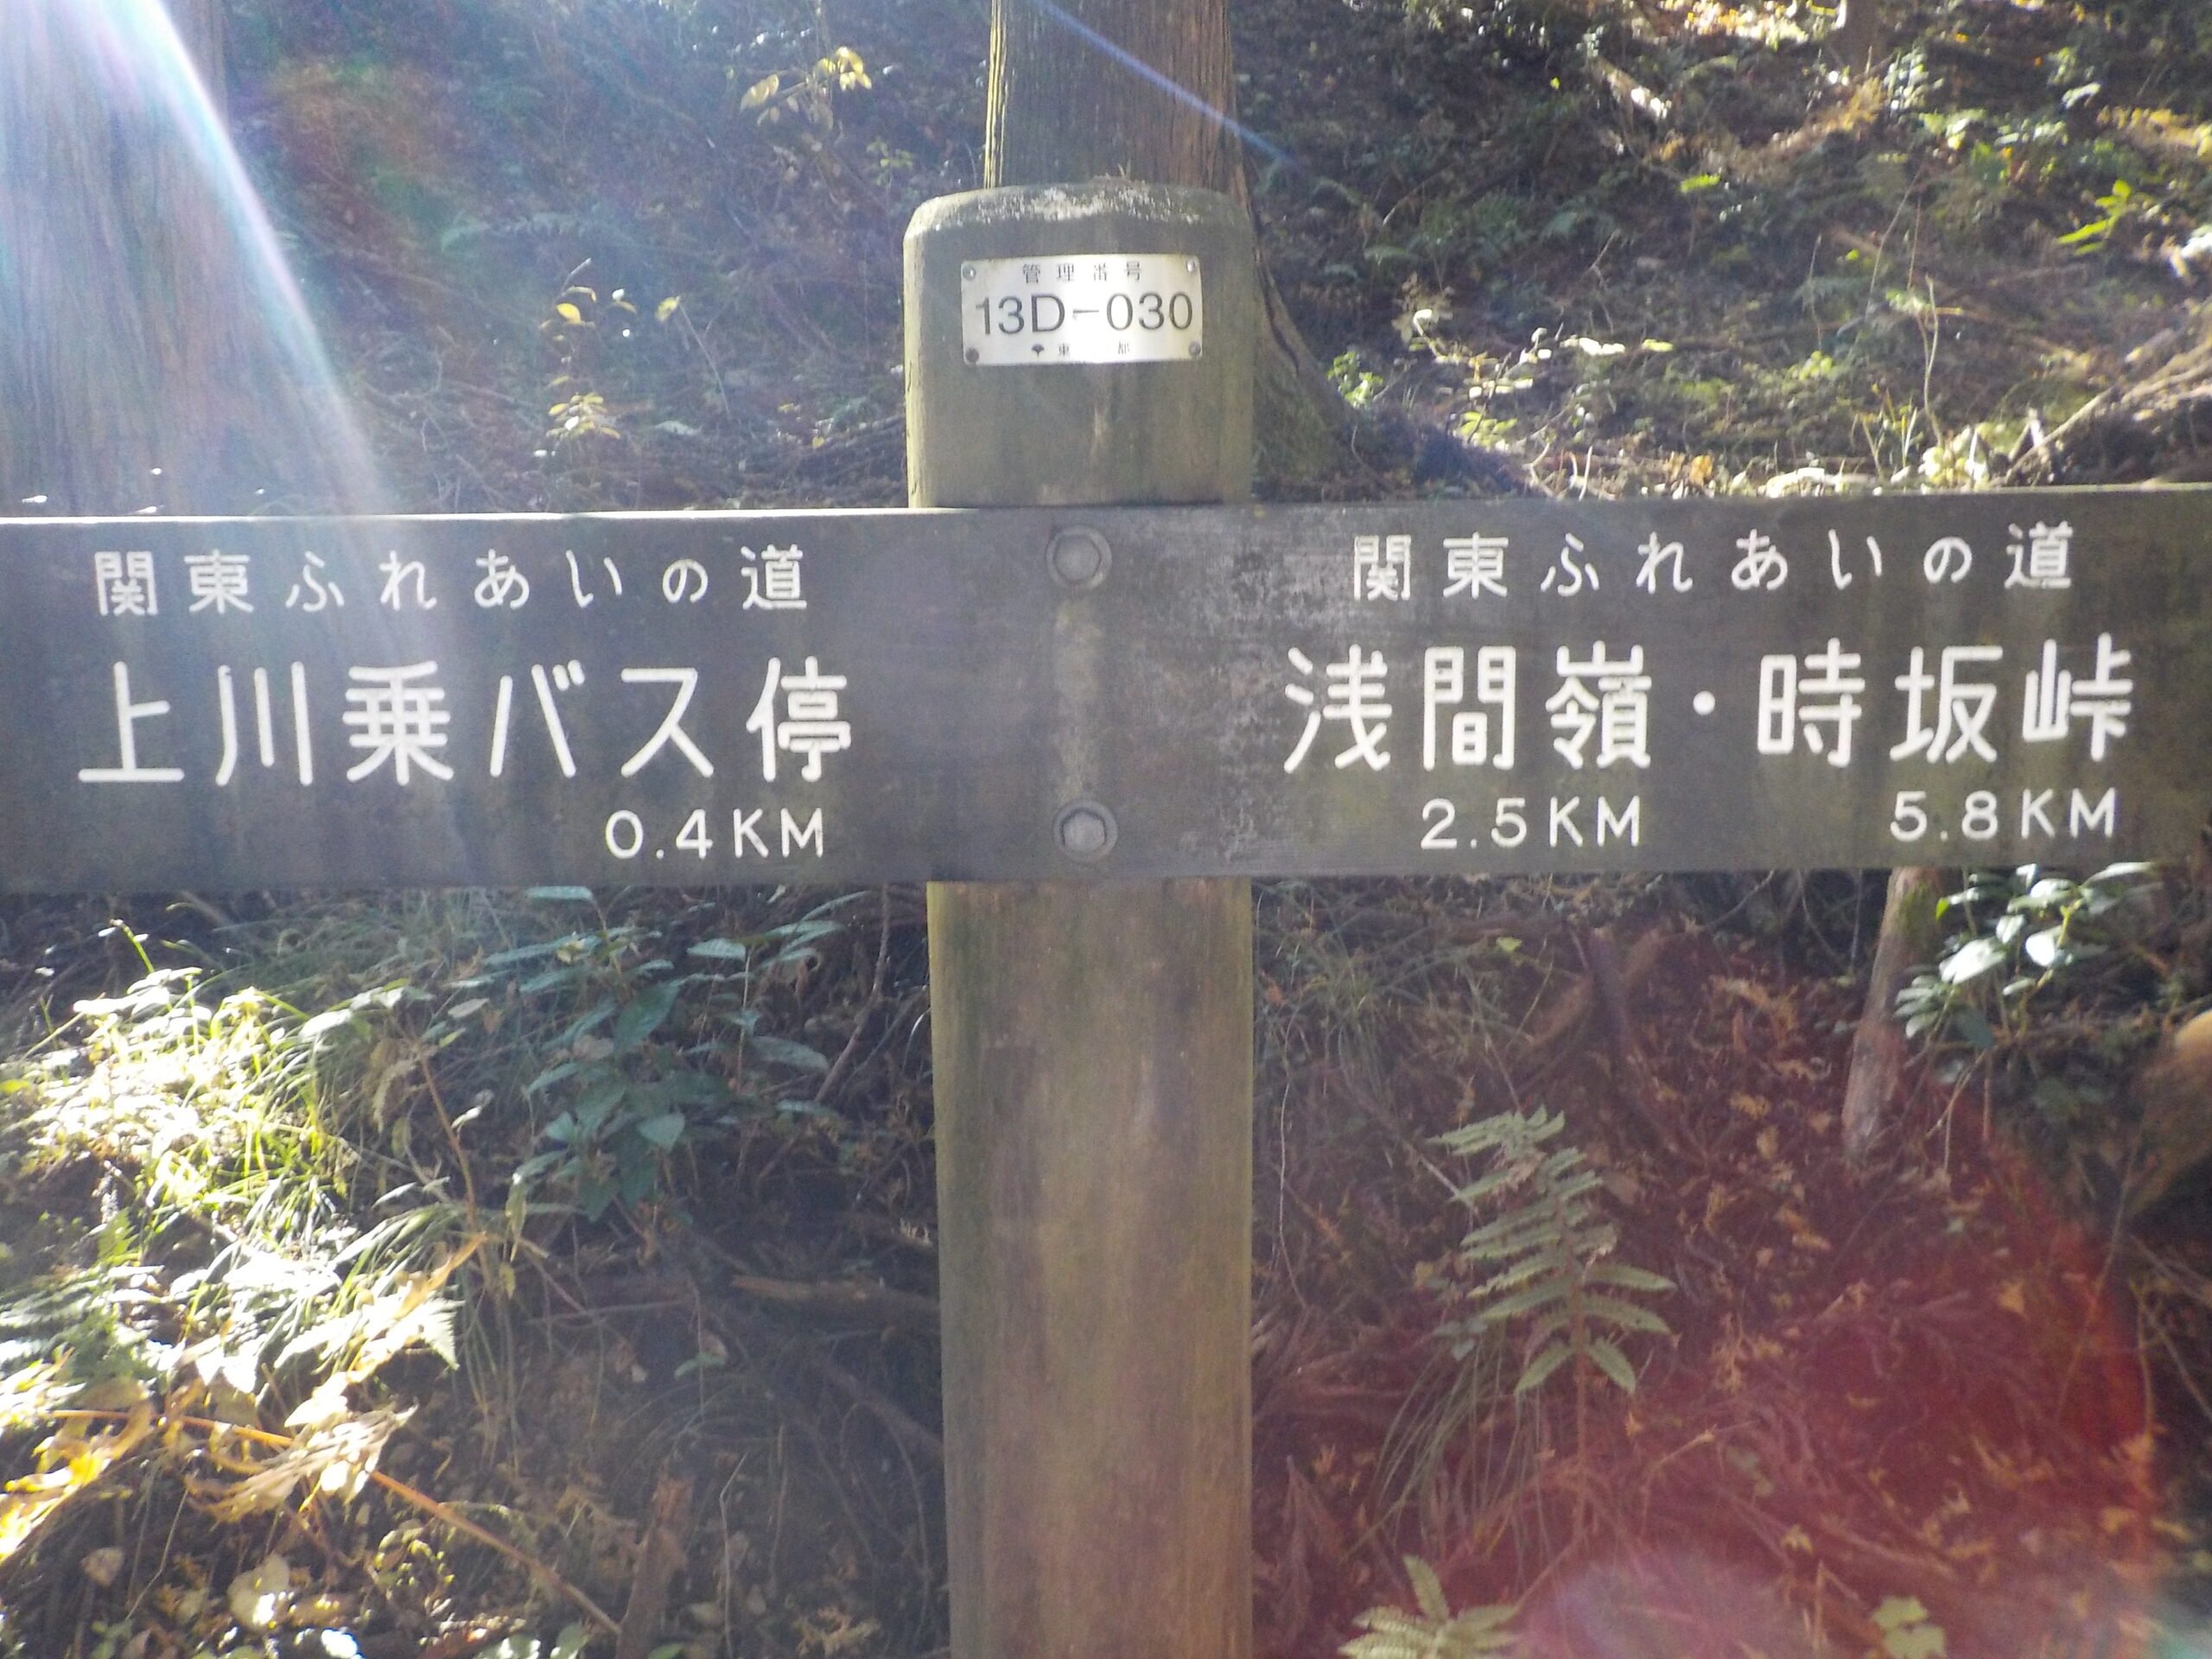 管理番号
13D-030
東 都
関東ふれあいの道
上川乗バス停
0.4KM
関東ふれあいの道
浅間嶺・時坂峠
2.5KM 5.8KM